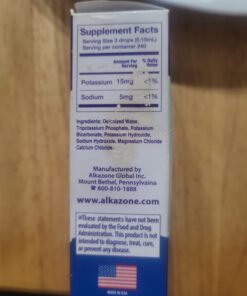 Supplement Facts
Serving Size 3 drops (0.15mL)
Serving per container 240
Amount Per Serving
% Daily Value
Potassium 15mg <1%
Sodium 5mg <1%
Ingredients: Deionized Water,
Tripotassium Phosphate, Potassium
Bicarbonate, Potassium Hydroxide,
Sodium Hydroxide, Magnesium Chloride
Calcium Chloride.
Manufactured by
Alkazone Global Inc.
Mount Bethel, Pennsylvaina
☎ 800-810-1888
www.alkazone.com
*These statements have not been
evaluated by the Food and Drug
Administration. This product is not
intended to diagnose, treat, cure,
or prevent any disease.
MADE IN USA